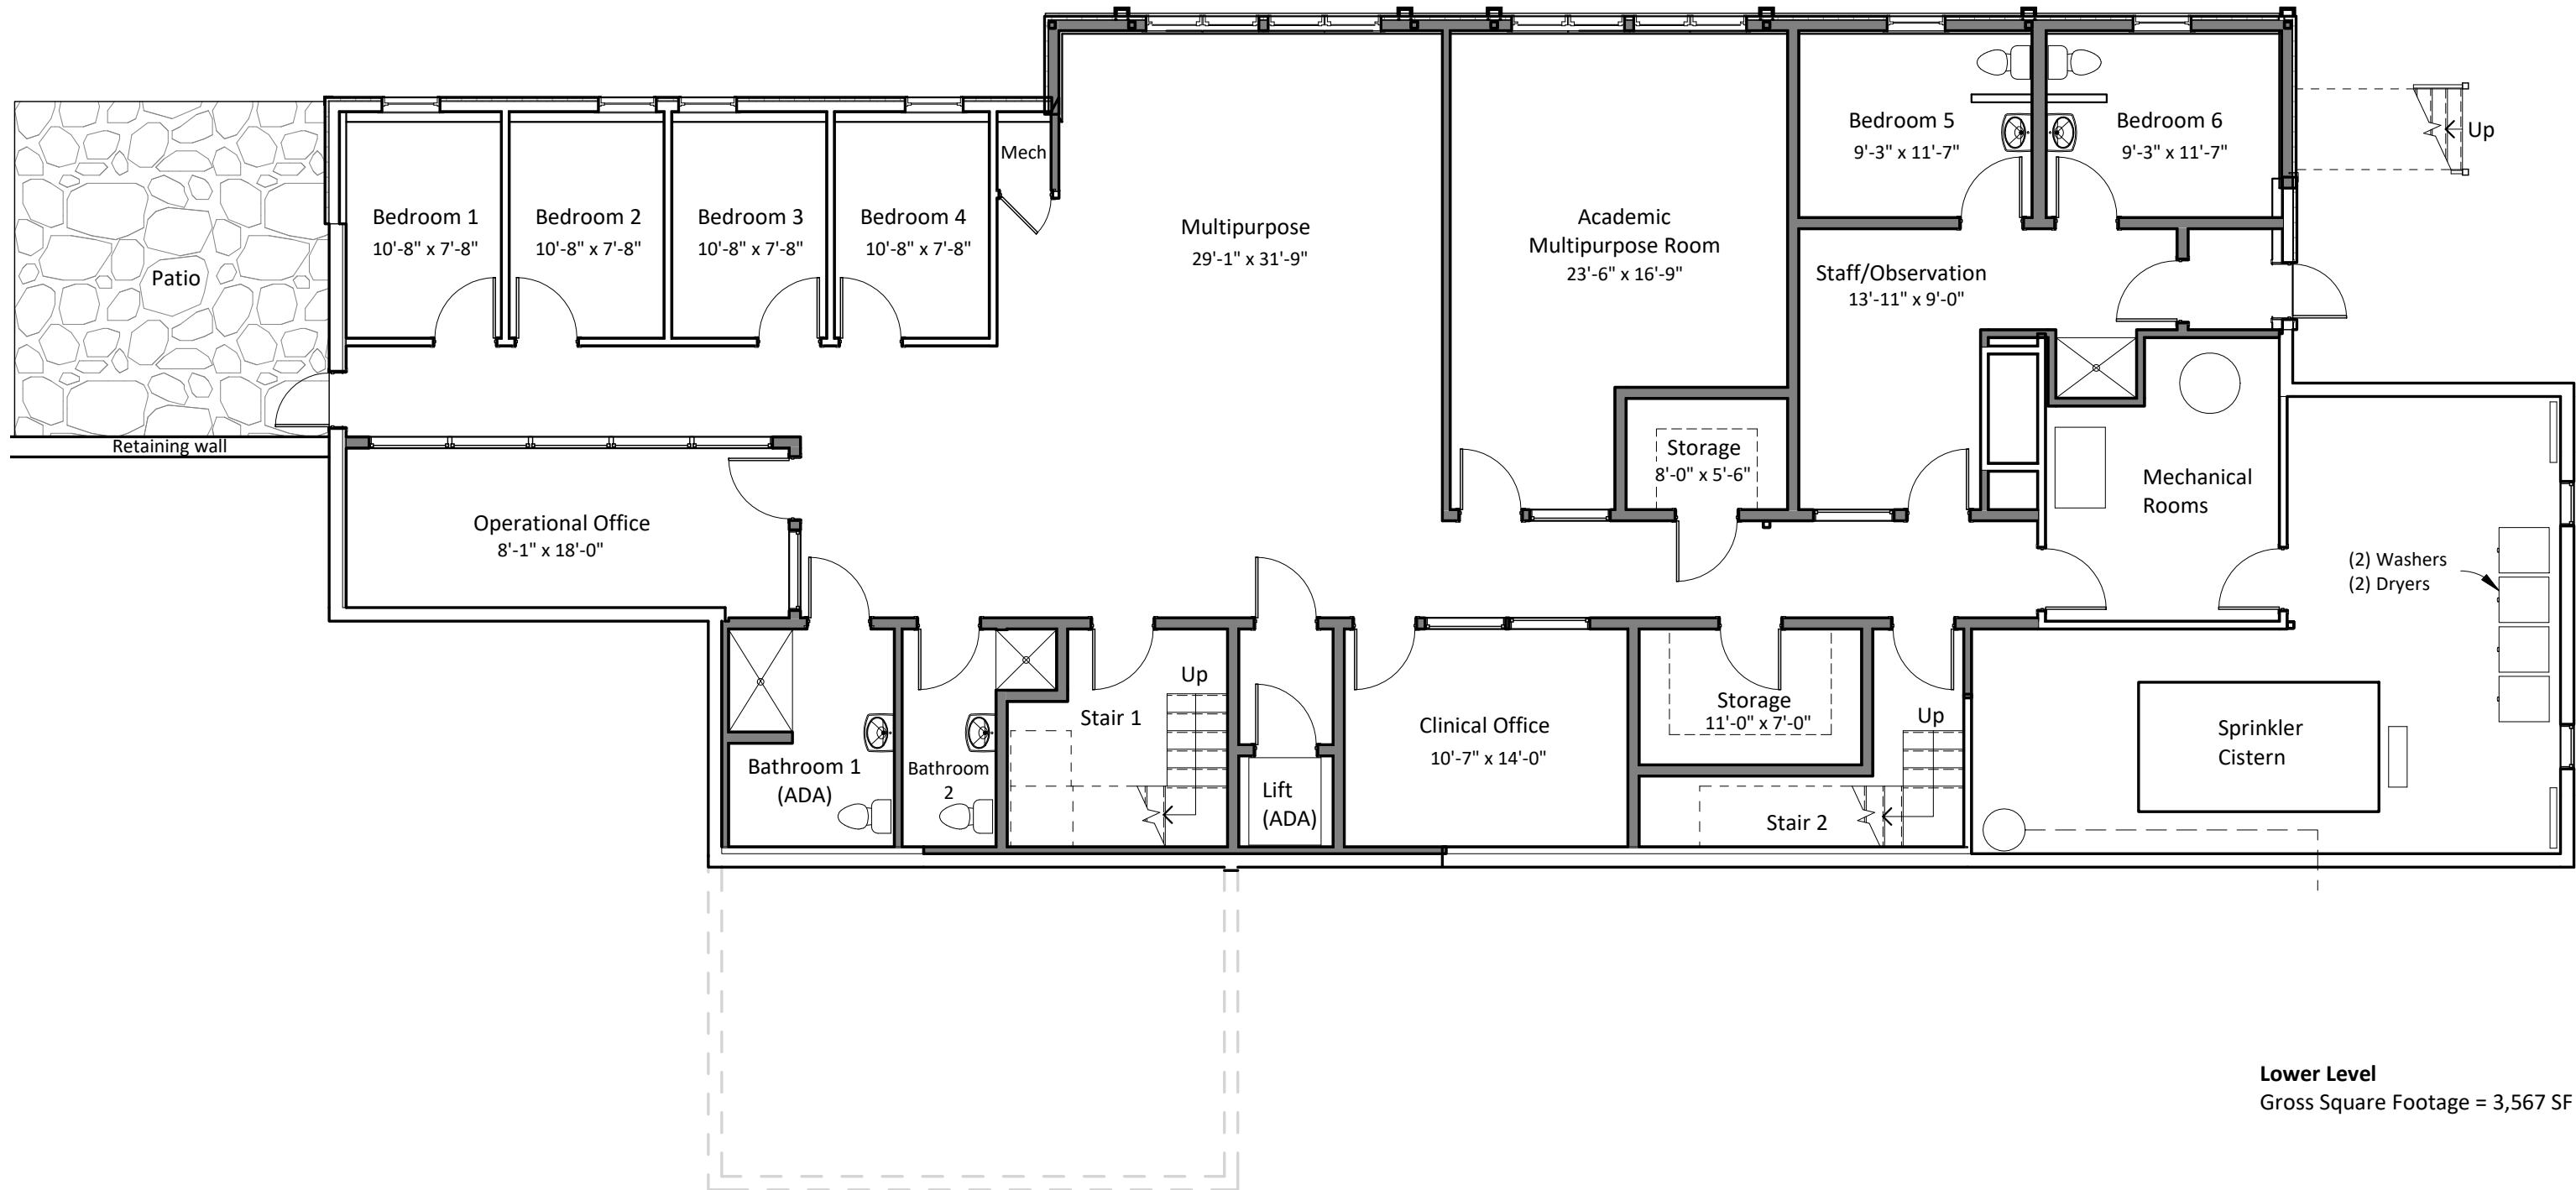 Bedroom 1
10'-8" x 7'-8"
Bedroom 2
10'-8" x 7'-8"
Bedroom 3
10'-8" x 7'-8"
Bedroom 4
10'-8" x 7'-8"
Mech
Multipurpose
29'-1" x 31'-9"
Academic
Multipurpose Room
23'-6" x 16'-9"
Bedroom 5
9'-3" x 11'-7"
Bedroom 6
9'-3" x 11'-7"
Up
Patio
Staff/Observation
13'-11" x 9'-0"
Retaining wall
Storage
8'-0" x 5'-6"
Mechanical
Rooms
Operational Office
8'-1" x 18'-0"
(2) Washers
(2) Dryers
Bathroom 1
(ADA)
Bathroom
2
Stair 1
Up
Lift
(ADA)
Clinical Office
10'-7" x 14'-0"
Storage
11'-0" x 7'-0"
Up
Stair 2
Sprinkler
Cistern
Lower Level
Gross Square Footage = 3,567 SF